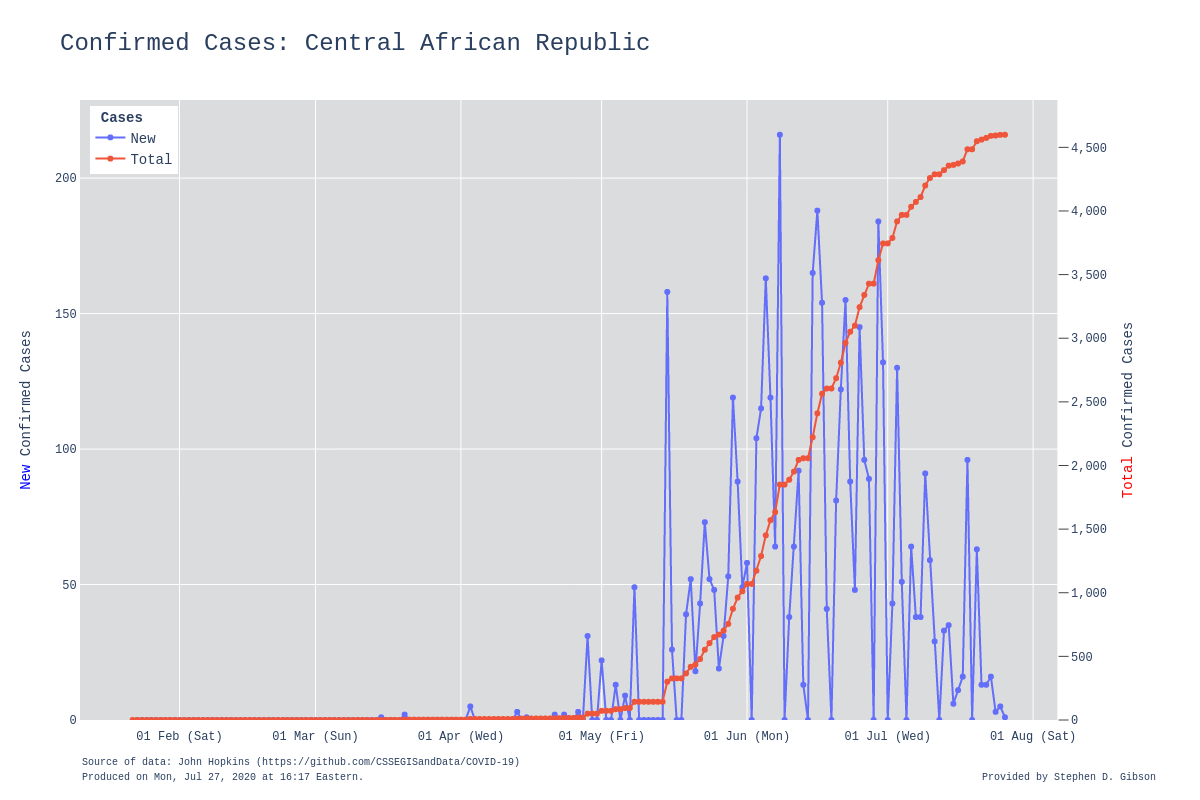 Confirmed Cases: Central African Republic
Cases
New
Total
200
150
100
50
0
4,500
4,000
3,500
3,000
2,500
2,000
1,500
1,000
500
0
New Confirmed Cases
Total Confirmed Cases
01 Feb (Sat) 01 Mar (Sun) 01 Apr (Wed) 01 May (Fri) 01 Jun (Mon) 01 Jul (Wed) 01 Aug (Sat)
Source of data: John Hopkins (https://github.com/CSSEGISandData/COVID-19)
Produced on Mon, Jul 27, 2020 at 16:17 Eastern.
Provided by Stephen D. Gibson